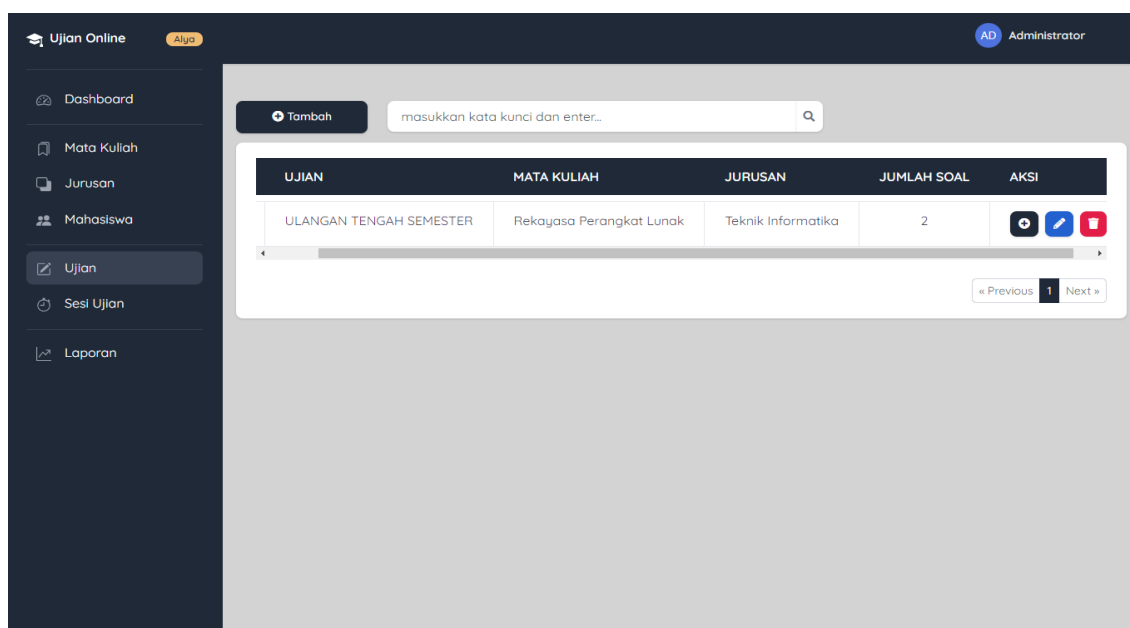 Ujian Online
Alya
AD Administrator
Dashboard
Mata Kuliah
Jurusan
Mahasiswa
Ujian
Sesi Ujian
Laporan
Tambah
masukkan kata kunci dan enter...
UJIAN MATA KULIAH JURUSAN JUMLAH SOAL AKSI
ULANGAN TENGAH SEMESTER Rekayasa Perangkat Lunak Teknik Informatika 2
« Previous 1 Next »